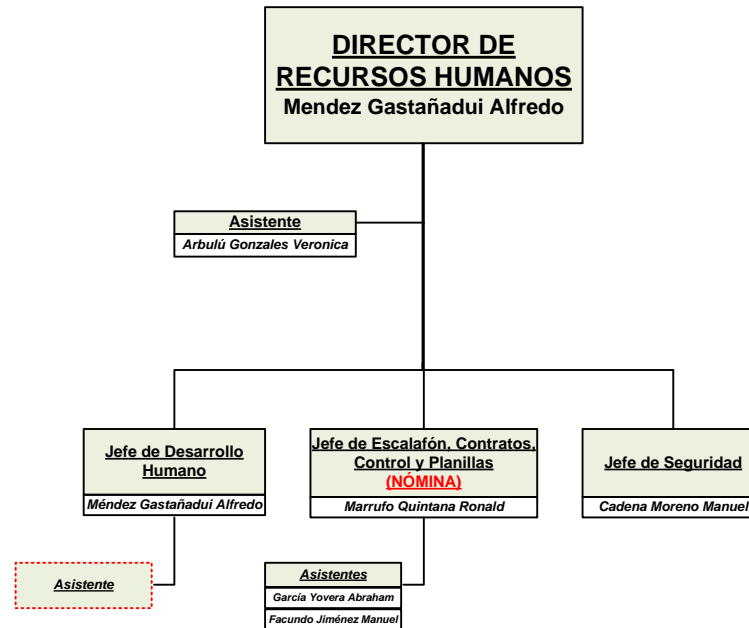 DIRECTOR DE
RECURSOS HUMANOS
Mendez Gastañadui Alfredo
Asistente
Arbulú Gonzales Veronica
Jefe de Desarrollo
Humano
Méndez Gastañadui Alfredo
Jefe de Escalafón, Contratos,
Control y Planillas
(NÓMINA)
Marrufo Quintana Ronald
Jefe de Seguridad
Cadena Moreno Manuel
Asistente
Asistentes
García Yovera Abraham
Facundo Jiménez Manuel